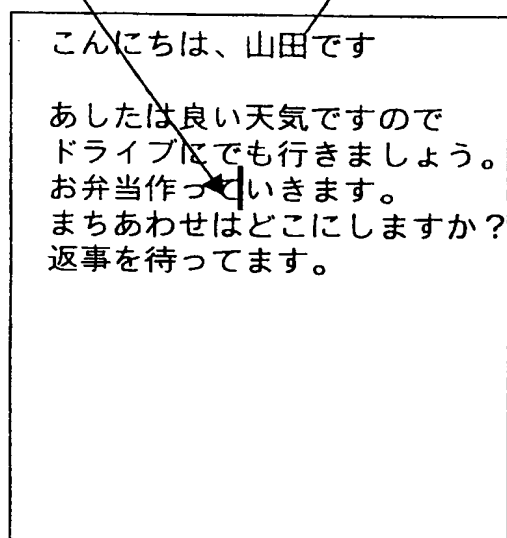 こんにちは、山田です
あしたは良い天気ですので
ドライブにでも行きましょう。
お弁当作っていきます。
まちあわせはどこにしますか?
返事を待ってます。